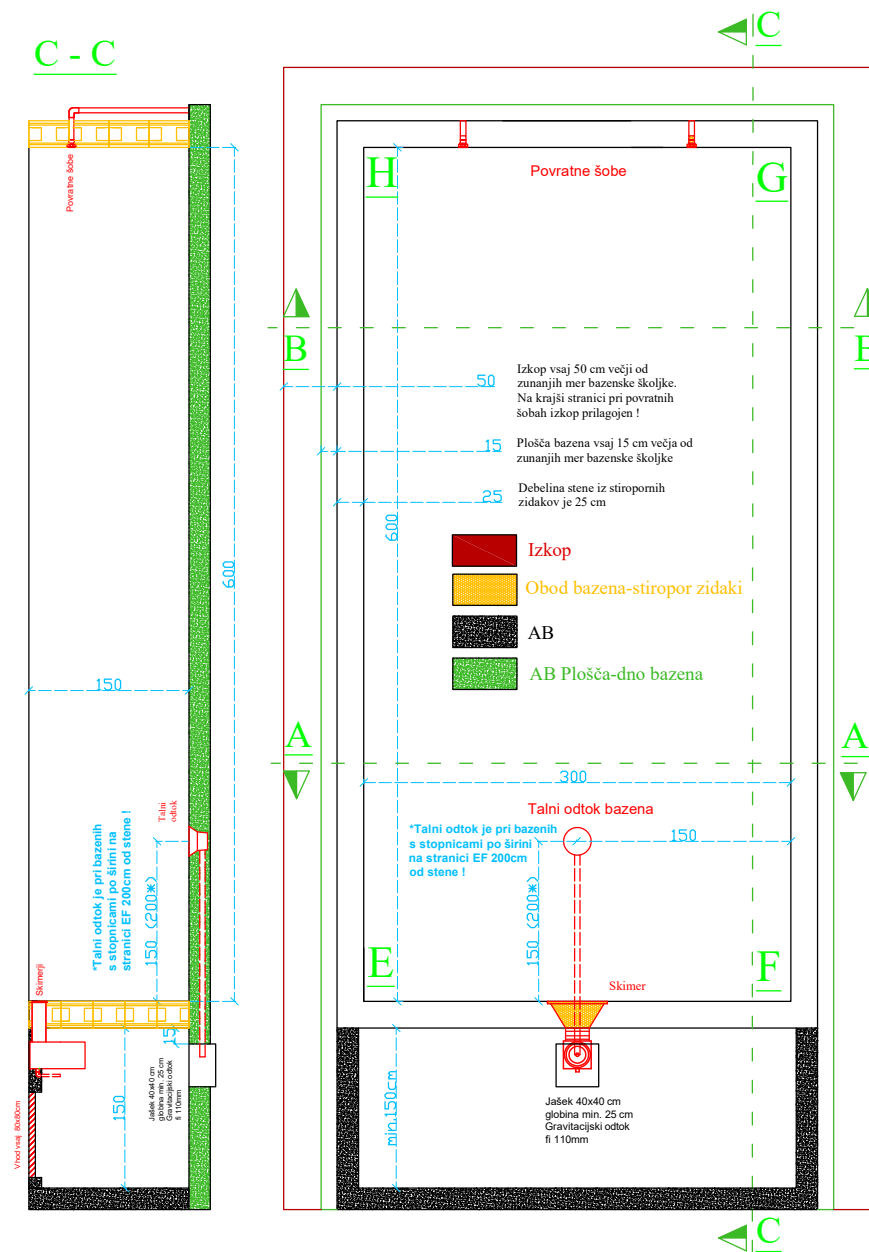 C - C
Povratne šobe
600
150
Talni
odtok
*Talni odtok je pri bazenih
s stopnicami po širini na
stranici EF 200cm od stene !
150 (200*)
Skimerji
15
150
Jašek 40x40 cm
globina min. 25 cm
Gravitacijski odtok
fi 110mm
Vhod vsaj 80x80cm
C
H
G
Povratne šobe
B
B
50
Izkop vsaj 50 cm večji od
zunanjih mer bazenske školjke.
Na krajši stranici pri povratnih
šobah izkop prilagojen !
15
Plošča bazena vsaj 15 cm večja od
zunanjih mer bazenske školjke
25
Debelina stene iz stiropornih
zidakov je 25 cm
600
Izkop
Obod bazena-stiropor zidaki
AB
AB Plošča-dno bazena
A
A
300
Talni odtok bazena
*Talni odtok je pri bazenih
s stopnicami po širini
na stranici EF 200cm
od stene !
150
150 (200*)
E
F
Skimer
min.150cm
Jašek 40x40 cm
globina min. 25 cm
Gravitacijski odtok
fi 110mm
C